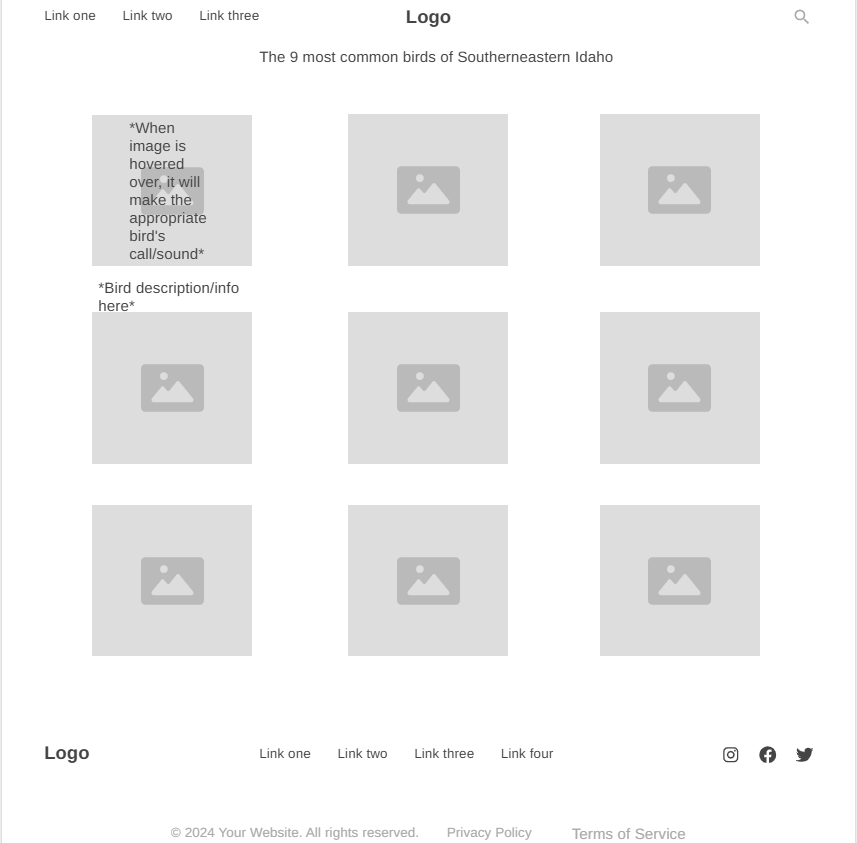 Link one Link two Link three Logo
The 9 most common birds of Southerneastern Idaho
*When
image is
hovered
over, it will
make the
appropriate
bird's
call/sound*
*Bird description/info
here*
Logo Link one Link two Link three Link four
© 2024 Your Website. All rights reserved. Privacy Policy Terms of Service